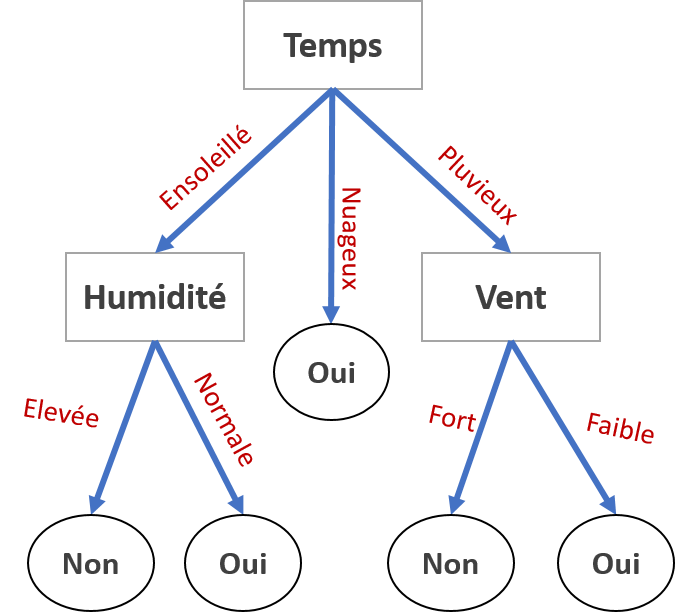 Temps
Ensoleillé
Nuageux
Pluvieux
Humidité
Vent
Oui
Elevée
Normale
Fort
Faible
Non
Oui
Non
Oui